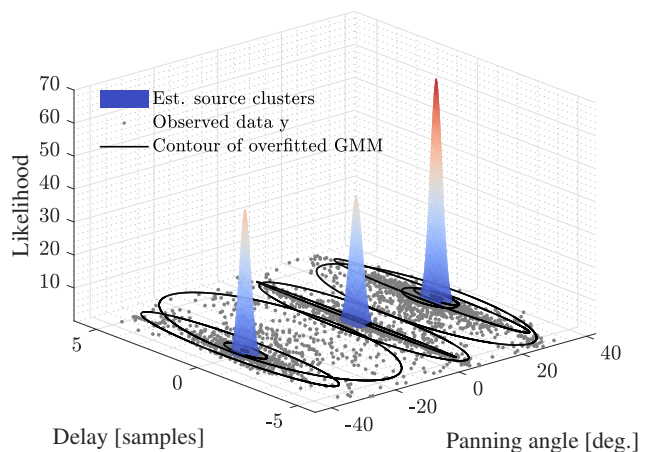 70
60
50
40
30
20
10
Likelihood
Est. source clusters
Observed data y
Contour of overfitted GMM
5
0
-5
Delay [samples]
-40
-20
0
20
40
Panning angle [deg.]